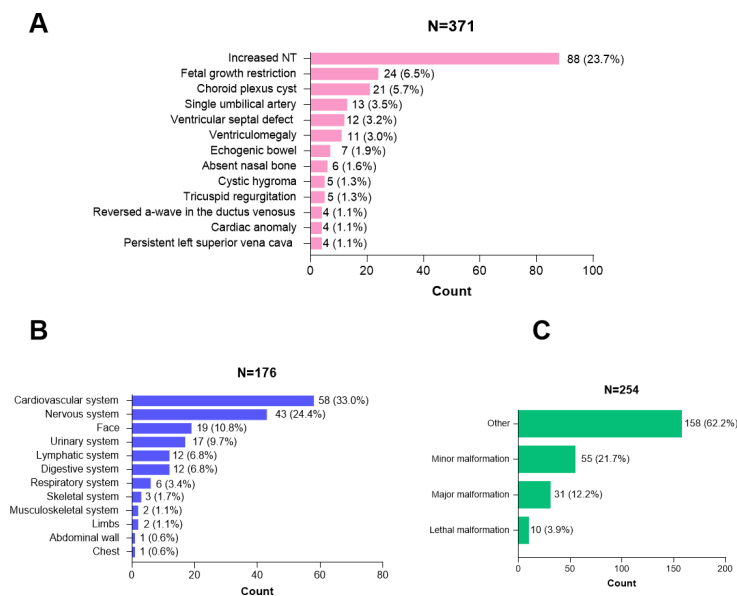 A
N=371
Increased NT 88 (23.7%)
Fetal growth restriction 24 (6.5%)
Choroid plexus cyst 21 (5.7%)
Single umbilical artery 13 (3.5%)
Ventricular septal defect 12 (3.2%)
Ventriculomegaly 11 (3.0%)
Echogenic bowel 7 (1.9%)
Absent nasal bone 6 (1.6%)
Cystic hygroma 5 (1.3%)
Tricuspid regurgitation 5 (1.3%)
Reversed a-wave in the ductus venosus 4 (1.1%)
Cardiac anomaly 4 (1.1%)
Persistent left superior vena cava 4 (1.1%)
0 20 40 60 80 100
Count
B
N=176
Cardiovascular system 58 (33.0%)
Nervous system 43 (24.4%)
Face 19 (10.8%)
Urinary system 17 (9.7%)
Lymphatic system 12 (6.8%)
Digestive system 12 (6.8%)
Respiratory system 6 (3.4%)
Skeletal system 3 (1.7%)
Musculoskeletal system 2 (1.1%)
Limbs 2 (1.1%)
Abdominal wall 1 (0.6%)
Chest 1 (0.6%)
0 20 40 60 80
Count
C
N=254
Other 158 (62.2%)
Minor malformation 55 (21.7%)
Major malformation 31 (12.2%)
Lethal malformation 10 (3.9%)
0 50 100 150 200
Count